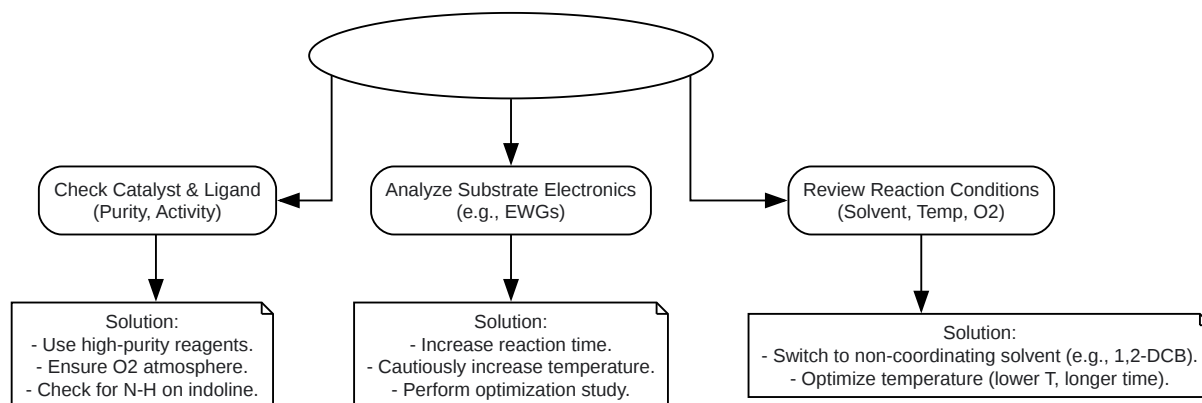 Check Catalyst & Ligand
(Purity, Activity)
Analyze Substrate Electronics
(e.g., EWGs)
Review Reaction Conditions
(Solvent, Temp, O2)
Solution:
- Use high-purity reagents.
- Ensure O2 atmosphere.
- Check for N-H on indoline.
Solution:
- Increase reaction time.
- Cautiously increase temperature.
- Perform optimization study.
Solution:
- Switch to non-coordinating solvent (e.g., 1,2-DCB).
- Optimize temperature (lower T, longer time).